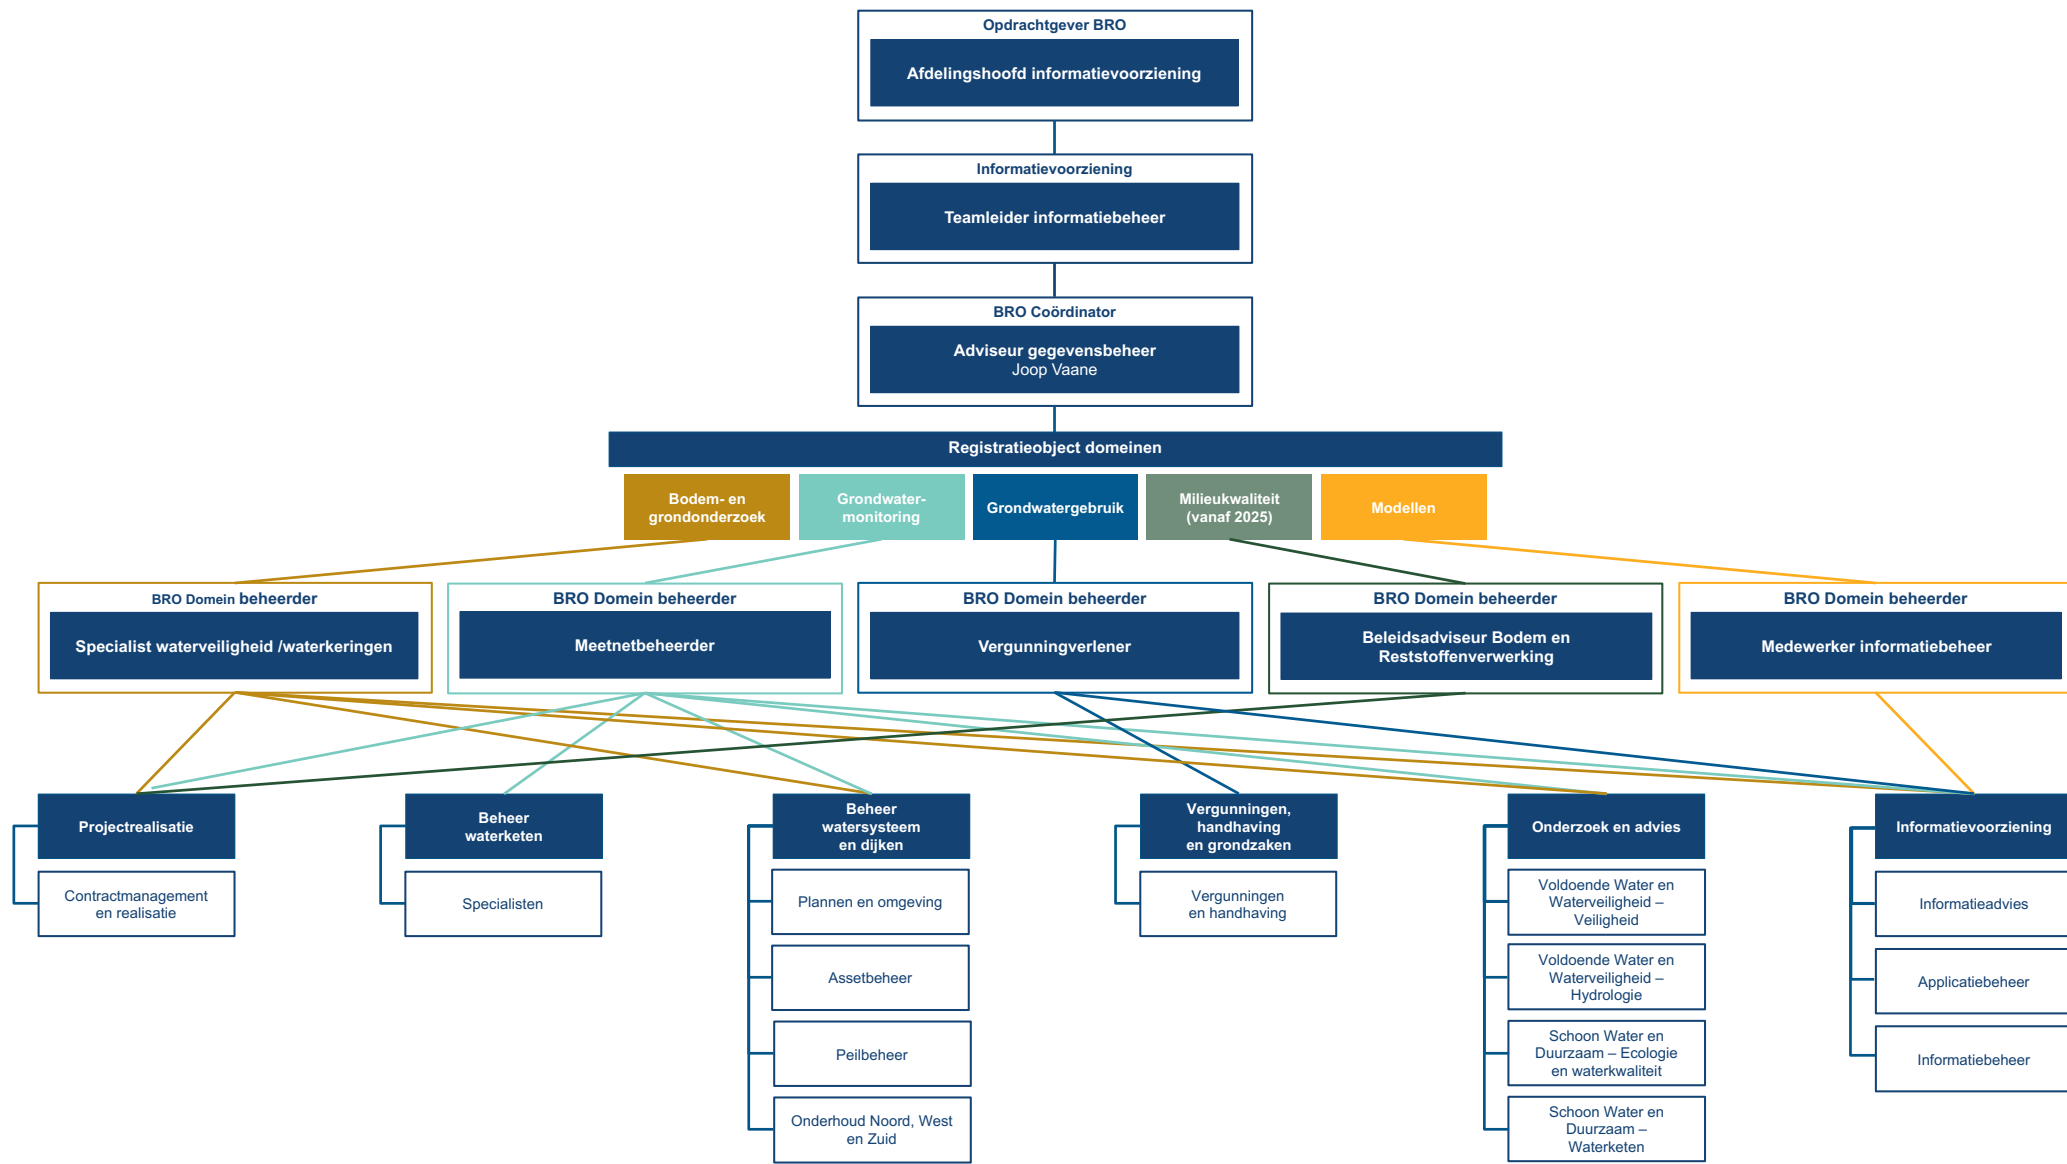 Opdrachtgever BRO
Afdelingshoofd informatievoorziening
Informatievoorziening
Teamleider informatiebeheer
BRO Coördinator
Adviseur gegevensbeheer
Joop Vaane
Registratieobject domeinen
Bodem- en
grondonderzoek
Grondwater-
monitoring
Grondwatergebruik
Milieukwaliteit
(vanaf 2025)
Modellen
BRO Domein beheerder
Specialist waterveiligheid /waterkeringen
BRO Domein beheerder
Meetnetbeheerder
BRO Domein beheerder
Vergunningverlener
BRO Domein beheerder
Beleidsadviseur Bodem en
Reststoffenverwerking
BRO Domein beheerder
Medewerker informatiebeheer
Projectrealisatie
Contractmanagement
en realisatie
Beheer
waterketen
Specialisten
Beheer
watersysteem
en dijken
Plannen en omgeving
Assetbeheer
Peilbeheer
Onderhoud Noord, West
en Zuid
Vergunningen,
handhaving
en grondzaken
Vergunningen
en handhaving
Onderzoek en advies
Voldoende Water en
Waterveiligheid –
Veiligheid
Voldoende Water en
Waterveiligheid –
Hydrologie
Schoon Water en
Duurzaam – Ecologie
en waterkwaliteit
Schoon Water en
Duurzaam –
Waterketen
Informatievoorziening
Informatieadvies
Applicatiebeheer
Informatiebeheer